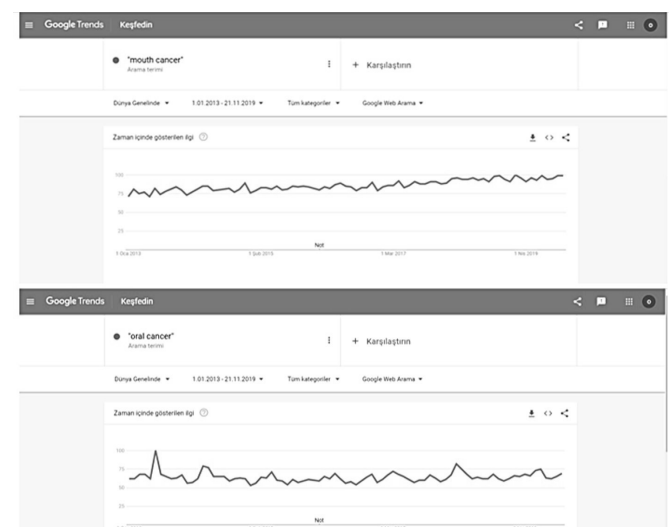 Google Trends Keşfedin
"mouth cancer"
Arama terimi
+ Karşılaştırın
Dünya Genelinde 1.01.2013 - 21.11.2019 Tüm kategoriler Google Web Arama
Zaman içinde gösterilen ilgi
100
75
50
25
Not
1 Oca 2013 1 Şub 2015 1 Mar 2017 1 Nis 2019
Google Trends Keşfedin
"oral cancer"
Arama terimi
+ Karşılaştırın
Dünya Genelinde 1.01.2013 - 21.11.2019 Tüm kategoriler Google Web Arama
Zaman içinde gösterilen ilgi
100
75
50
25
Not